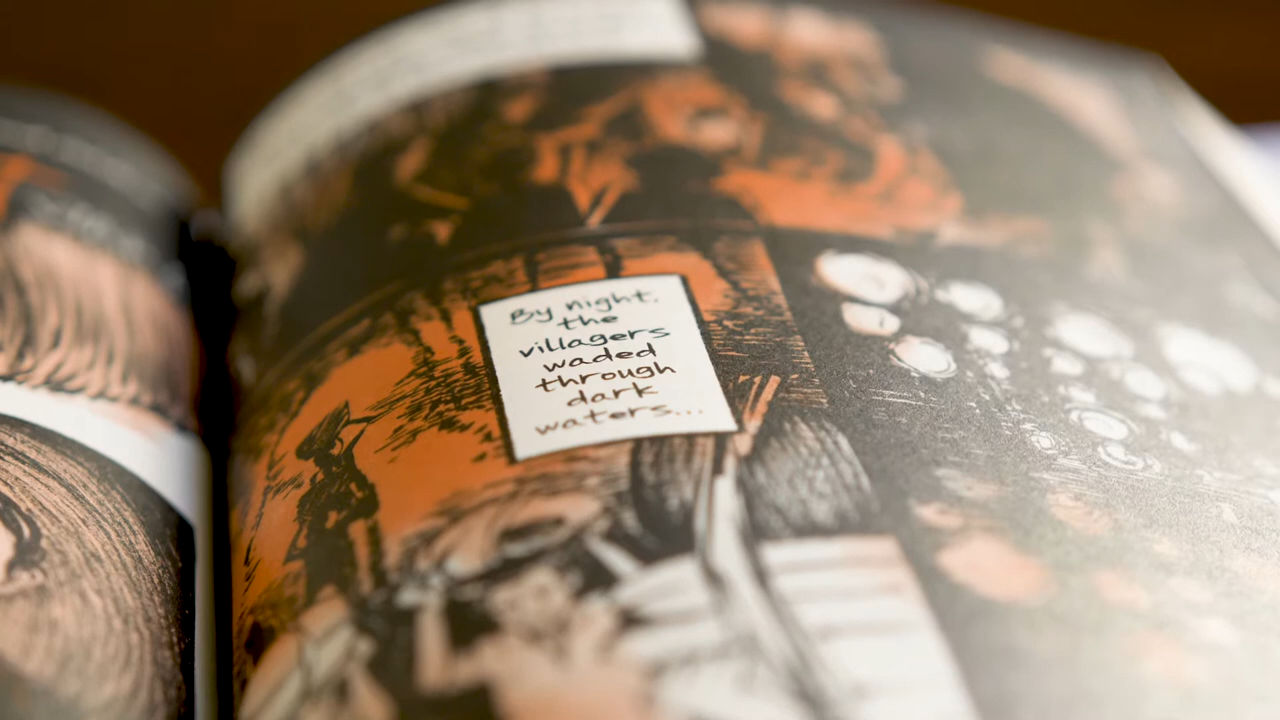 By night,
the
villagers
waded
through
dark
waters...